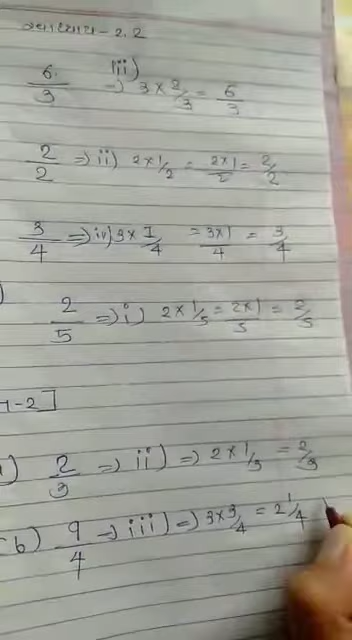 સ્વાધ્યાય - 2.2
6/3 => iii) 3 × 2/3 = 6/3
2/2 => ii) 2 × 1/2 = 2×1/2 = 2/2
3/4 => iv) 3 × 1/4 = 3×1/4 = 3/4
2/5 => i) 2 × 1/5 = 2×1/5 = 2/5
-2]
2/3 => ii) => 2 × 1/3 = 2/3
b) 9/4 => iii) => 3 × 3/4 = 2 1/4